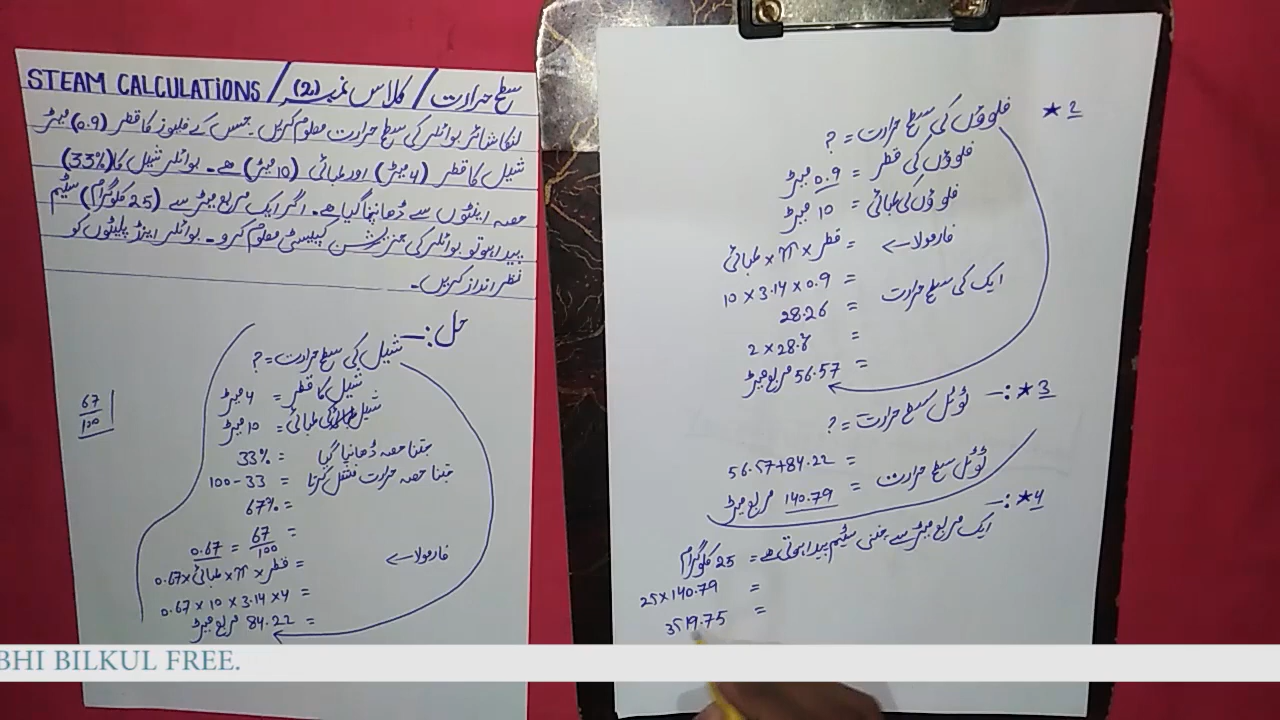 STEAM CALCULATIONS / کلاس نمبر (2) / سطح حرارت
لنکا شائر بوائلر کی سطح حرارت معلوم کریں جس کے فلیوز کا قطر (0.9) میٹر
شیل کا قطر (4 میٹر) اور لمبائی (10 میٹر) ھے۔ بوائلر شیل کا (33%)
حصہ اینٹوں سے ڈھانپا گیا ھے۔ اگر ایک مربع میٹر سے (25 کلوگرام) سٹیم
پیدا ہو تو بوائلر کی جنریشن کیپسٹی معلوم کرو۔ بوائلر اینڈ پلیٹوں کو
نظر انداز کریں۔
حل :—
شیل کی سطح حرارت = ?
شیل کا قطر = 4 میٹر
شیل کی لمبائی = 10 میٹر
جتنا حصہ ڈھانپا گیا = 33%
جتنا حصہ حرارت منتقل کرتا = 100-33
= 67%
= 67/100 = 0.67
فارمولا ← = قطر × π × لمبائی × 0.67
= 0.67 × 10 × 3.14 × 4
= 84.22 مربع میٹر
67/100
★ 2
فلوؤں کی سطح حرارت = ?
فلوؤں کی قطر = 0.9 میٹر
فلوؤں کی لمبائی = 10 میٹر
فارمولا ← = قطر × π × لمبائی
= 10 × 3.14 × 0.9
ایک کی سطح حرارت = 28.26
= 2 × 28.8
= 56.57 مربع میٹر
★ 3 :— ٹوٹل سطح حرارت = ?
= 56.57+84.22
ٹوٹل سطح حرارت = 140.79 مربع میٹر
★ 4 :—
ایک مربع میٹر سے جتنی سٹیم پیدا ہوتی ھے = 25 کلوگرام
= 25×140.79
= 3519.75
BHI BILKUL FREE.